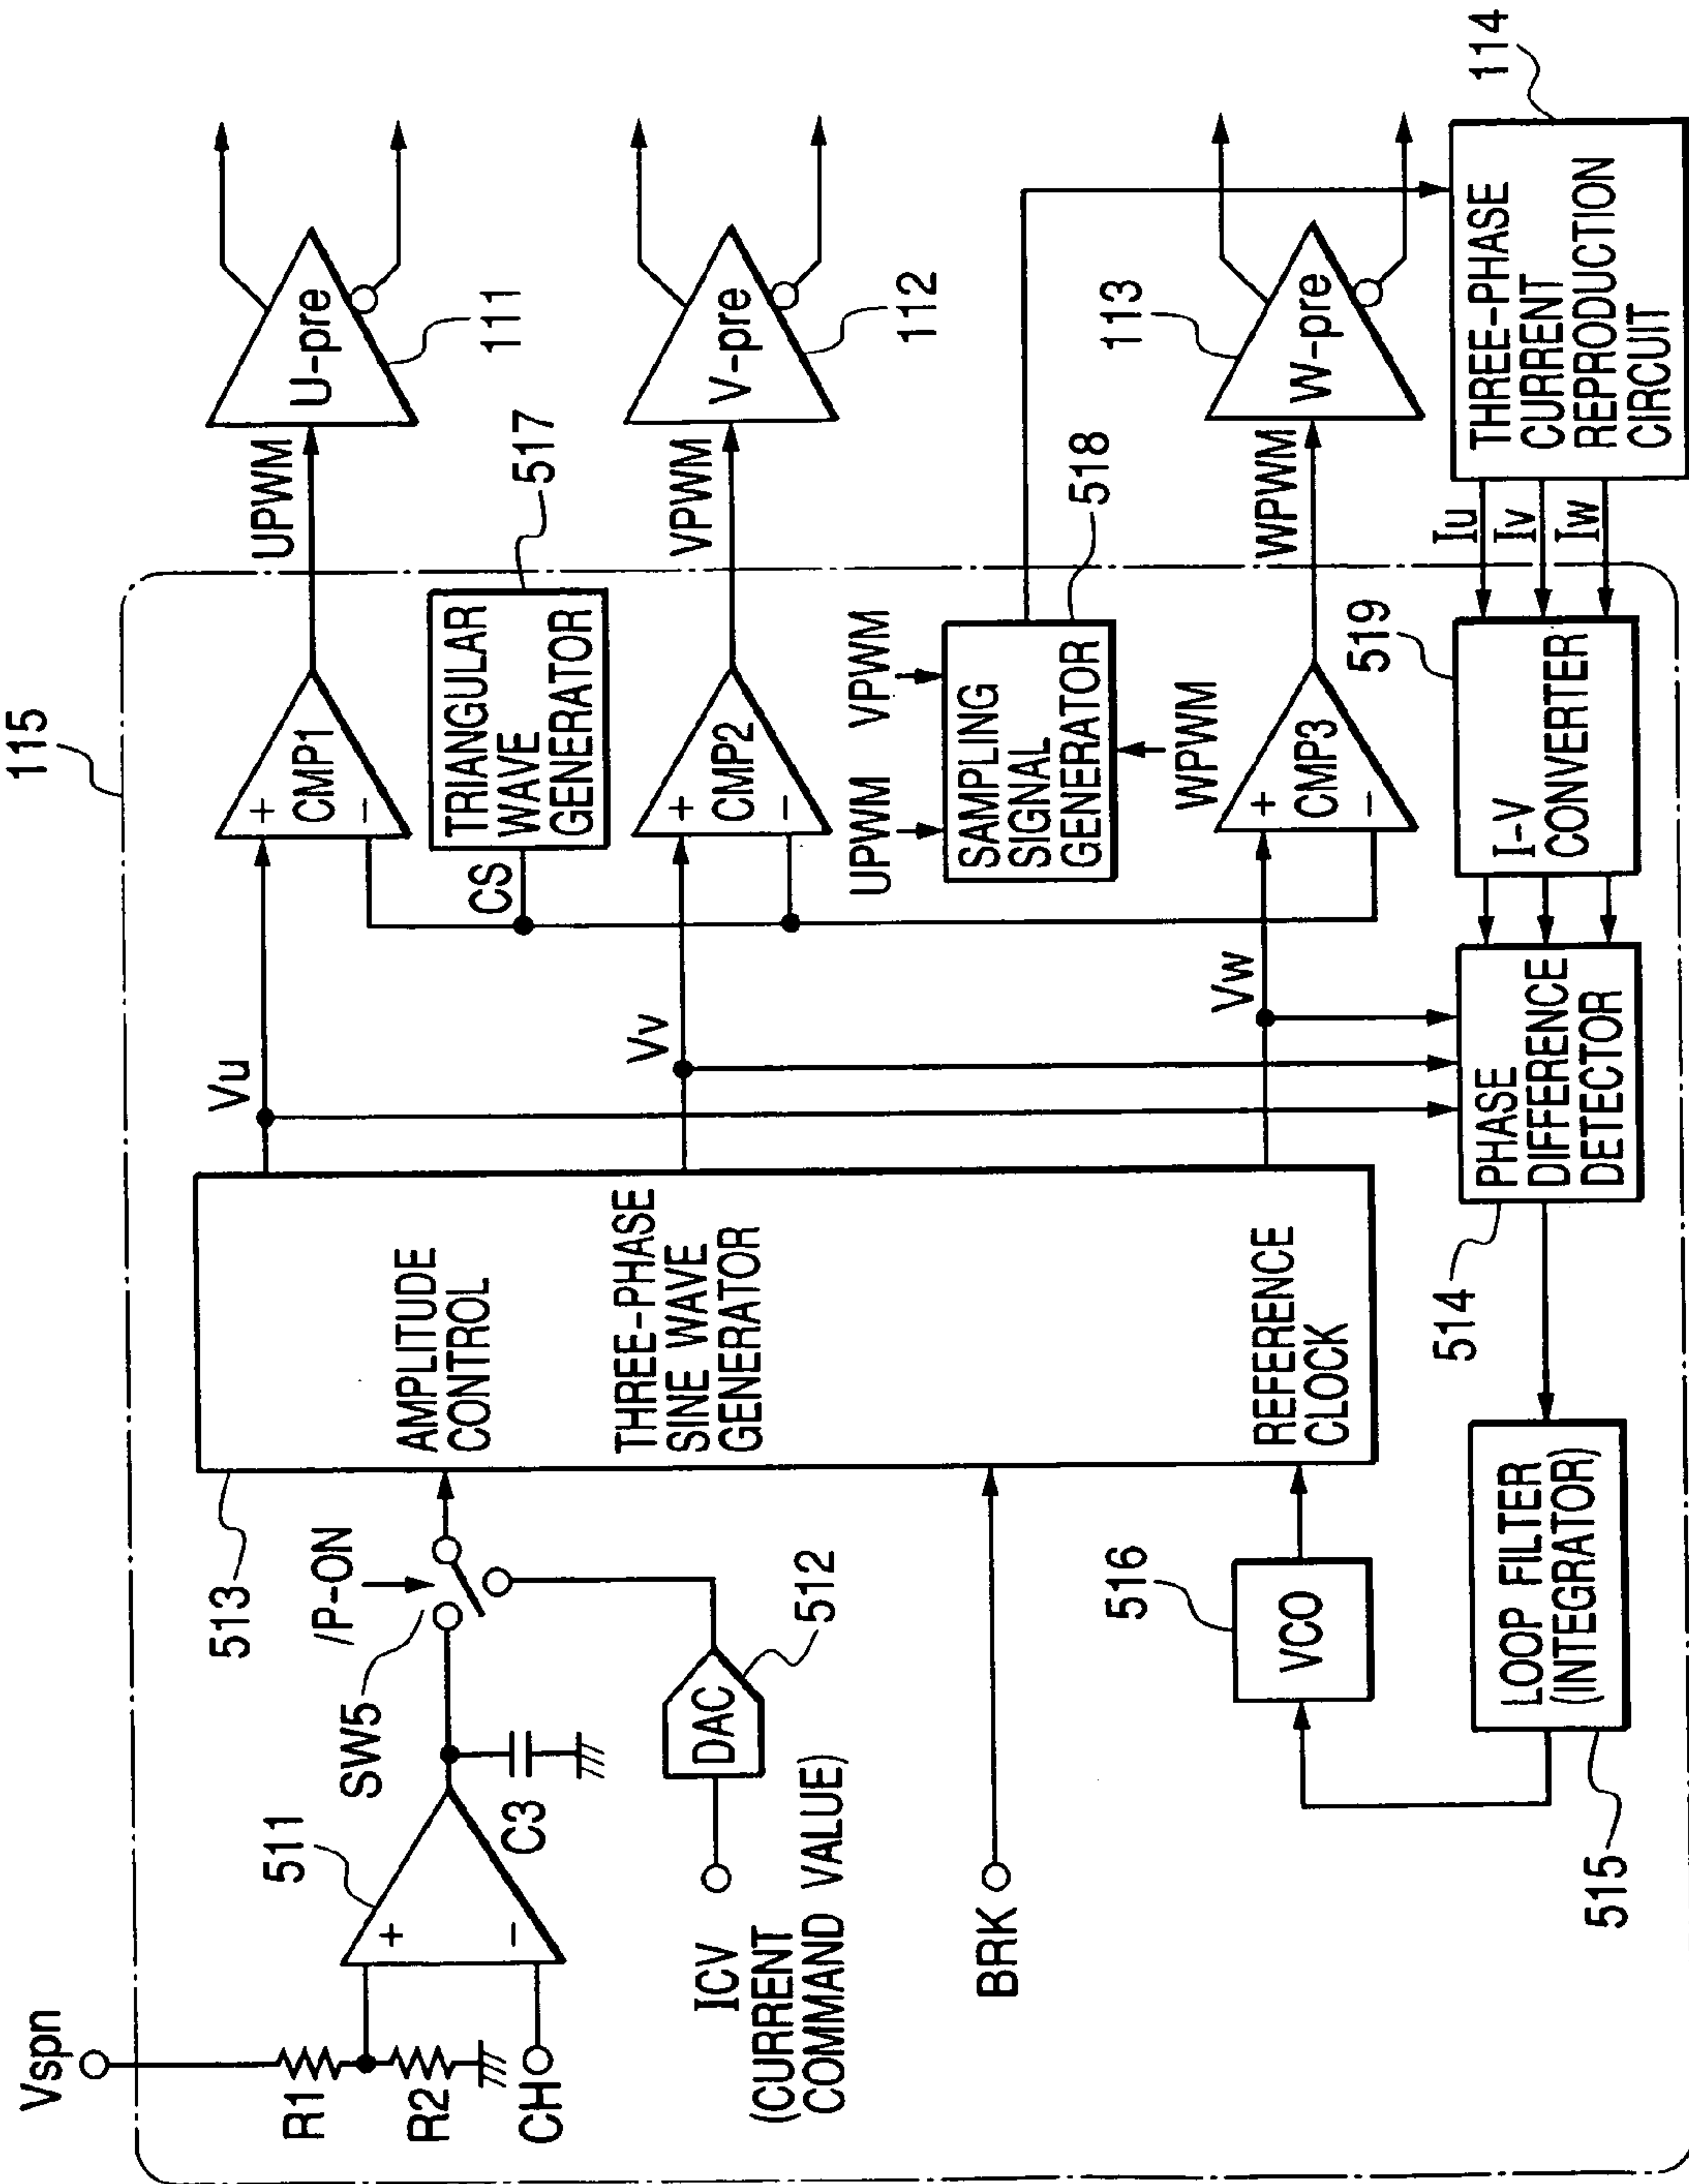 115
Vspn
R1
R2
CH
+
−
511
C3
SW5
/P-ON
513
AMPLITUDE
CONTROL
THREE-PHASE
SINE WAVE
GENERATOR
REFERENCE
CLOCK
ICV
(CURRENT
COMMAND VALUE)
DAC
512
BRK
VCO
516
LOOP FILTER
(INTEGRATOR)
515
PHASE
DIFFERENCE
DETECTOR
514
Vu
Vv
Vw
+
CMP1
−
CS
TRIANGULAR
WAVE
GENERATOR
517
+
CMP2
−
UPWM
VPWM
SAMPLING
SIGNAL
GENERATOR
518
WPWM
+
CMP3
−
I-V
CONVERTER
519
UPWM
U-pre
111
VPWM
V-pre
112
WPWM
W-pre
113
Iu
Iv
Iw
THREE-PHASE
CURRENT
REPRODUCTION
CIRCUIT
114